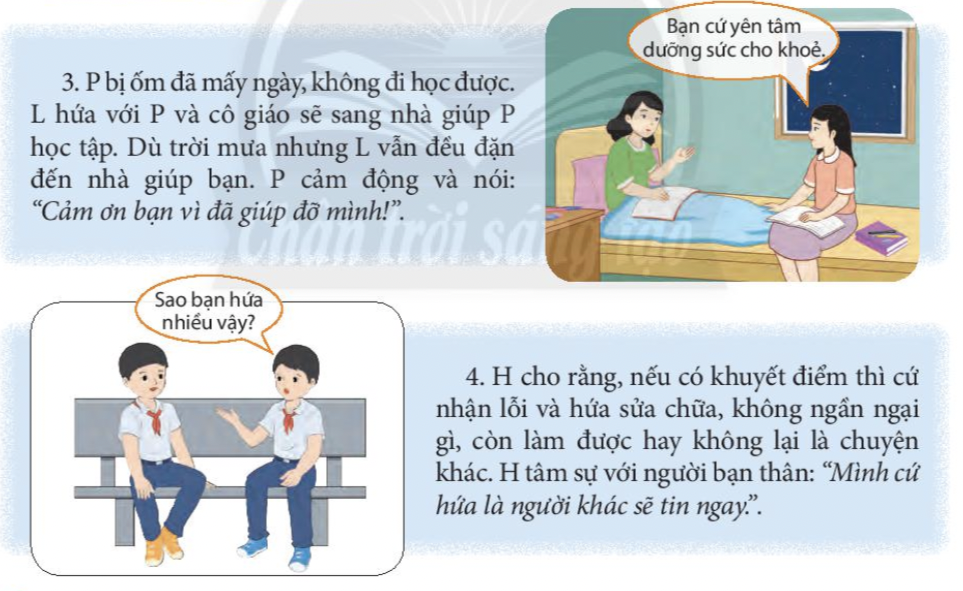 Bạn cứ yên tâm
dưỡng sức cho khoẻ.
3. P bị ốm đã mấy ngày, không đi học được.
L hứa với P và cô giáo sẽ sang nhà giúp P
học tập. Dù trời mưa nhưng L vẫn đều đặn
đến nhà giúp bạn. P cảm động và nói:
“Cảm ơn bạn vì đã giúp đỡ mình!”.
Chân trời sáng tạo
Sao bạn hứa
nhiều vậy?
4. H cho rằng, nếu có khuyết điểm thì cứ
nhận lỗi và hứa sửa chữa, không ngần ngại
gì, còn làm được hay không lại là chuyện
khác. H tâm sự với người bạn thân: “Mình cứ
hứa là người khác sẽ tin ngay.”.